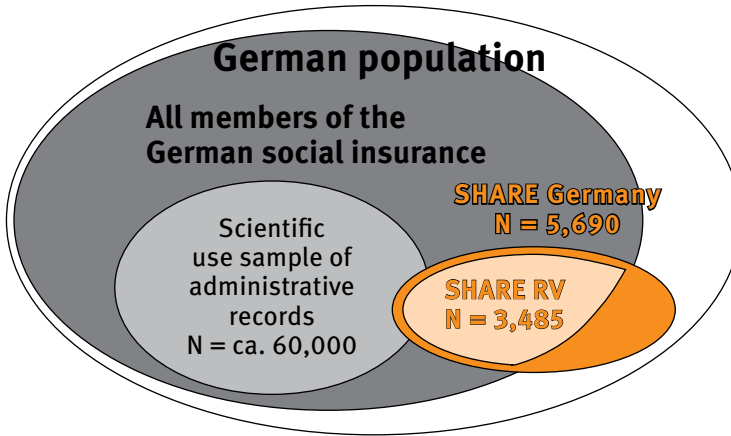 German population
All members of the
German social insurance
SHARE Germany
N = 5,690
Scientific
use sample of
administrative
records
N = ca. 60,000
SHARE RV
N = 3,485